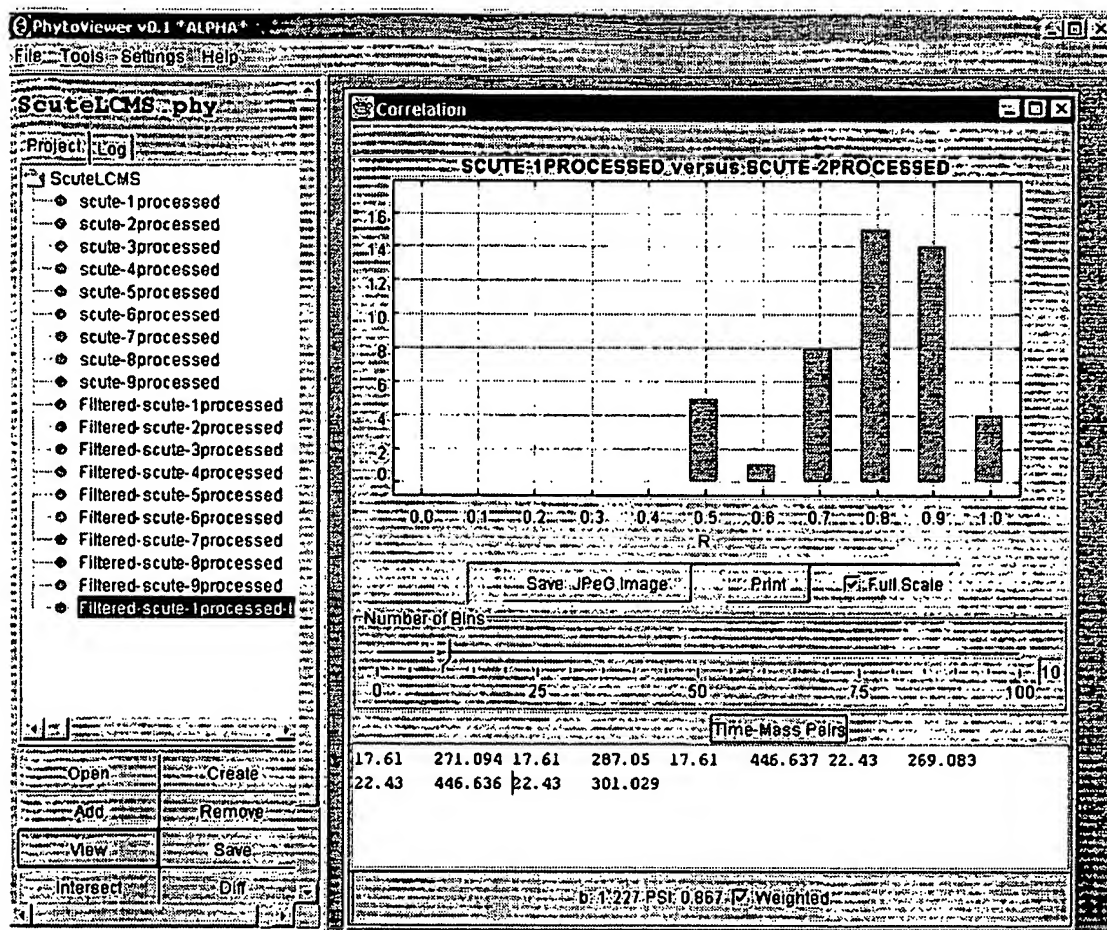 PhytoViewer v0.1 *ALPHA*
File Tools Settings Help
ScuteLCMS.phy
Project Log
ScuteLCMS
scute-1processed
scute-2processed
scute-3processed
scute-4processed
scute-5processed
scute-6processed
scute-7processed
scute-8processed
scute-9processed
Filtered-scute-1processed
Filtered-scute-2processed
Filtered-scute-3processed
Filtered-scute-4processed
Filtered-scute-5processed
Filtered-scute-6processed
Filtered-scute-7processed
Filtered-scute-8processed
Filtered-scute-9processed
Filtered-scute-1processed-
Open Create
Add Remove
View Save
Intersect Diff
Correlation
SCUTE-1PROCESSED versus SCUTE-2PROCESSED
16
14
12
10
8
6
4
2
0
0.0 0.1 0.2 0.3 0.4 0.5 0.6 0.7 0.8 0.9 1.0
R
Save JPeG Image Print Full Scale
Number of Bins
0 25 50 75 100 10
Time-Mass Pairs
17.61 271.094 17.61 287.05 17.61 446.637 22.43 269.083
22.43 446.636 22.43 301.029
b: 1.227 PSI: 0.867 Weighted